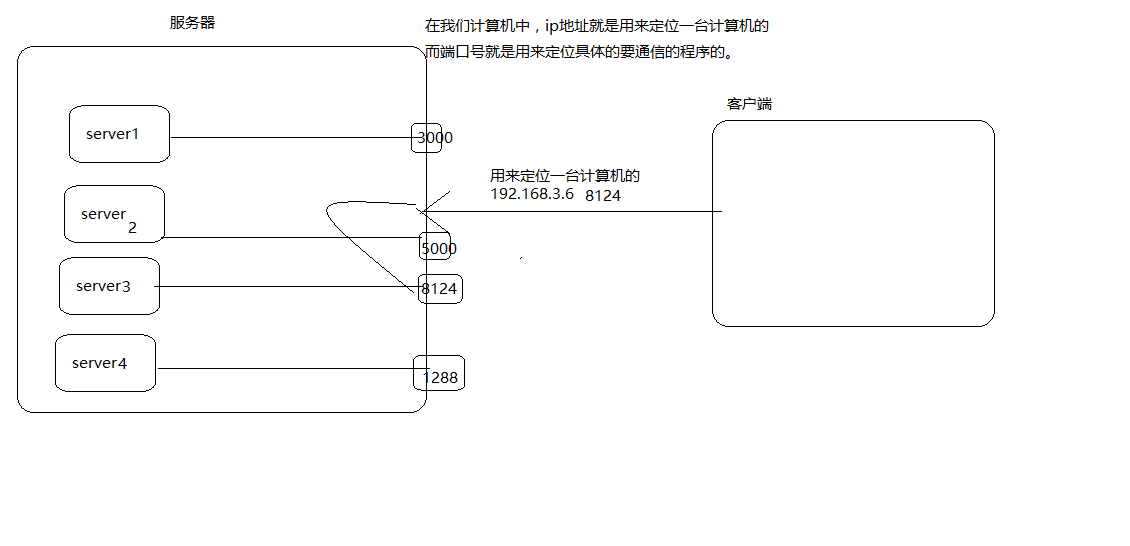 服务器
在我们计算机中，ip地址就是用来定位一台计算机的
而端口号就是用来定位具体的要通信的程序的。
客户端
server1
3000
用来定位一台计算机的
192.168.3.6 8124
server
2
5000
server3
8124
server4
1288